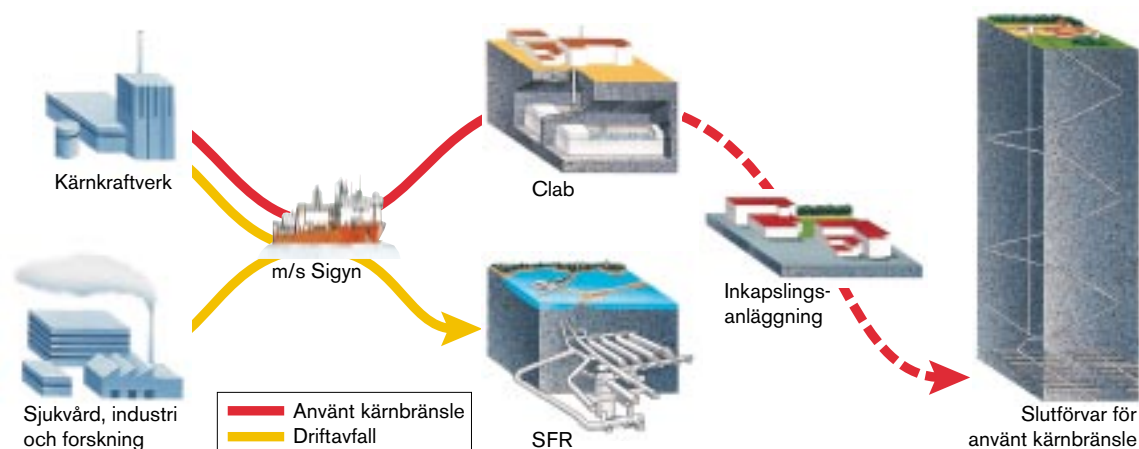 Kärnkraftverk
Clab
m/s Sigyn
Inkapslings-
anläggning
Sjukvård, industri
och forskning
Använt kärnbränsle
Driftavfall
SFR
Slutförvar för
använt kärnbränsle